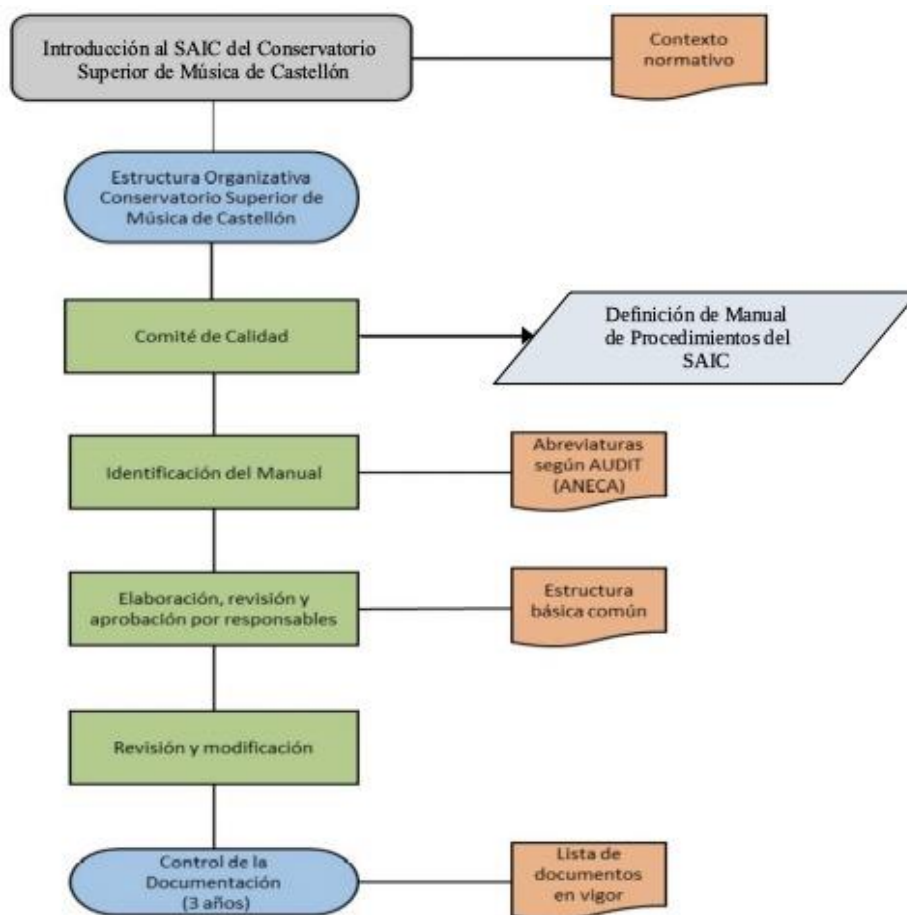 Introducción al SAIC del Conservatorio
Superior de Música de Castellón
Contexto
normativo
Estructura Organizativa
Conservatorio Superior de
Música de Castellón
Comité de Calidad
Definición de Manual
de Procedimientos del
SAIC
Identificación del Manual
Abreviaturas
según AUDIT
(ANECA)
Elaboración, revisión y
aprobación por responsables
Estructura
básica común
Revisión y modificación
Control de la
Documentación
(3 años)
Lista de
documentos
en vigor